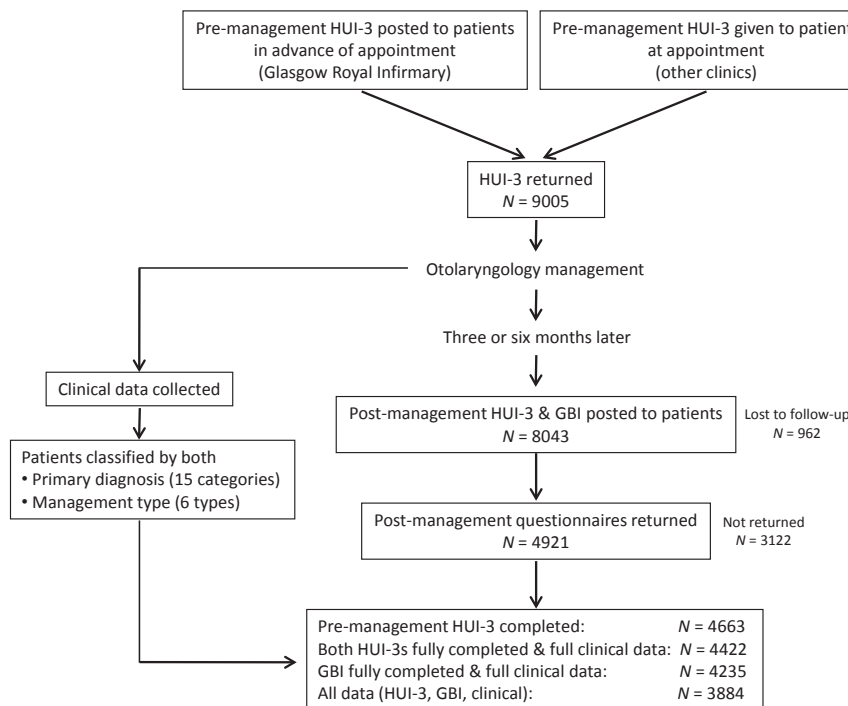 Pre-management HUI-3 posted to patients
in advance of appointment
(Glasgow Royal Infirmary)
Pre-management HUI-3 given to patient
at appointment
(other clinics)
HUI-3 returned
N = 9005
Otolaryngology management
Three or six months later
Clinical data collected
Post-management HUI-3 & GBI posted to patients
N = 8043
Lost to follow-up
N = 962
Patients classified by both
• Primary diagnosis (15 categories)
• Management type (6 types)
Post-management questionnaires returned
N = 4921
Not returned
N = 3122
Pre-management HUI-3 completed: N = 4663
Both HUI-3s fully completed & full clinical data: N = 4422
GBI fully completed & full clinical data: N = 4235
All data (HUI-3, GBI, clinical): N = 3884